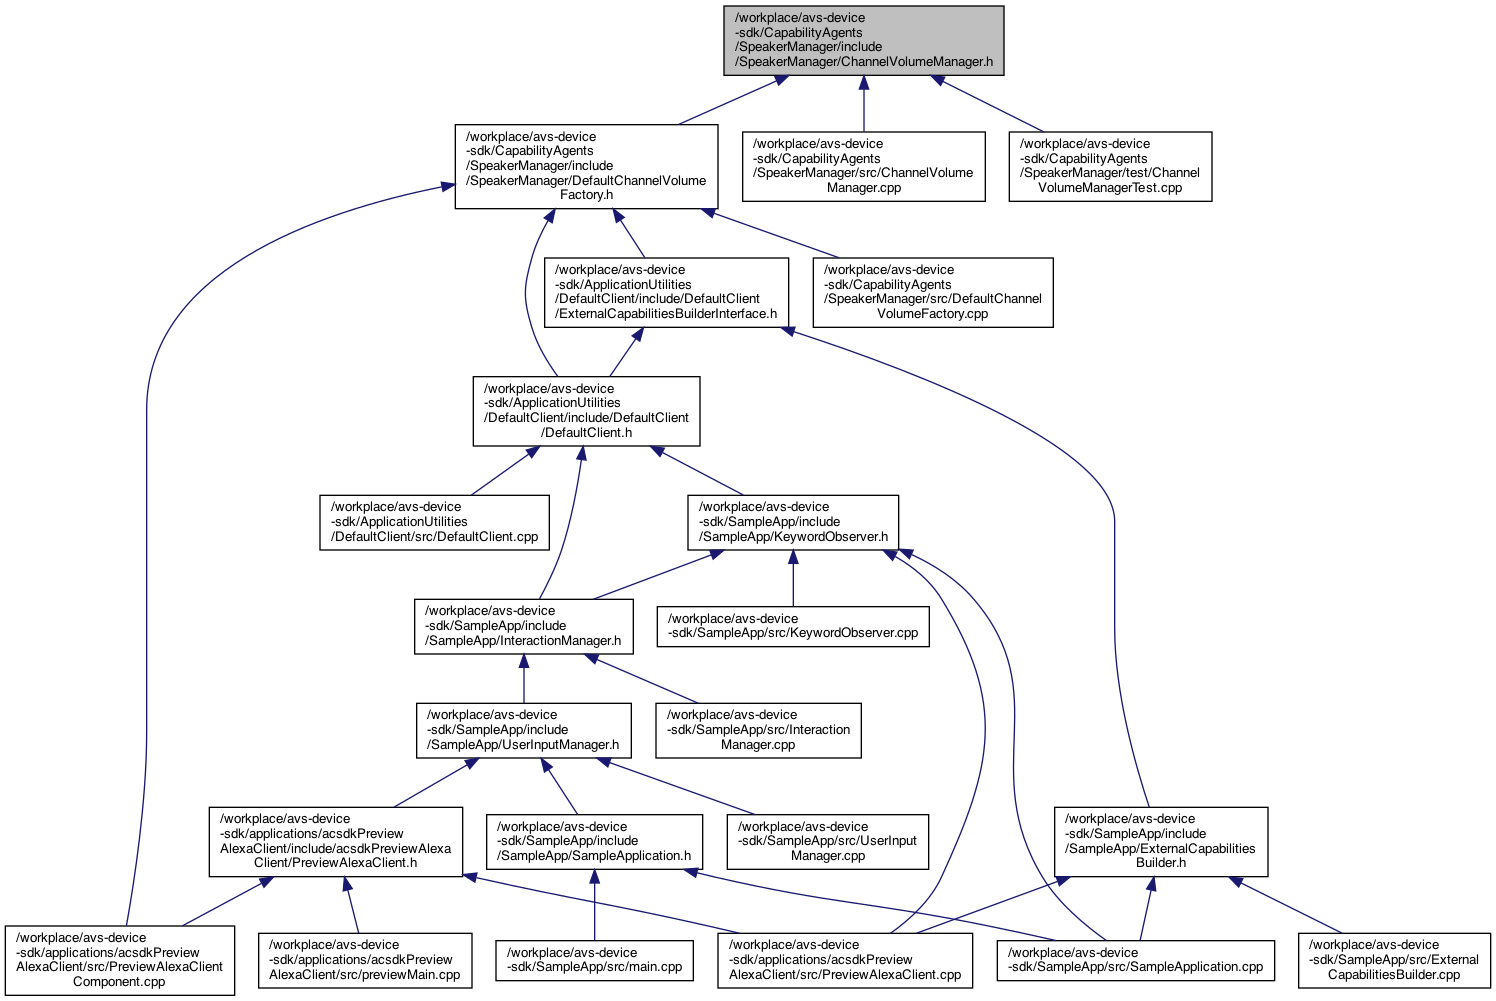 /workplace/avs-device
-sdk/CapabilityAgents
/SpeakerManager/include
/SpeakerManager/ChannelVolumeManager.h
/workplace/avs-device
-sdk/CapabilityAgents
/SpeakerManager/include
/SpeakerManager/DefaultChannelVolume
Factory.h
/workplace/avs-device
-sdk/CapabilityAgents
/SpeakerManager/src/ChannelVolume
Manager.cpp
/workplace/avs-device
-sdk/CapabilityAgents
/SpeakerManager/test/Channel
VolumeManagerTest.cpp
/workplace/avs-device
-sdk/ApplicationUtilities
/DefaultClient/include/DefaultClient
/ExternalCapabilitiesBuilderInterface.h
/workplace/avs-device
-sdk/CapabilityAgents
/SpeakerManager/src/DefaultChannel
VolumeFactory.cpp
/workplace/avs-device
-sdk/ApplicationUtilities
/DefaultClient/include/DefaultClient
/DefaultClient.h
/workplace/avs-device
-sdk/ApplicationUtilities
/DefaultClient/src/DefaultClient.cpp
/workplace/avs-device
-sdk/SampleApp/include
/SampleApp/KeywordObserver.h
/workplace/avs-device
-sdk/SampleApp/include
/SampleApp/InteractionManager.h
/workplace/avs-device
-sdk/SampleApp/src/KeywordObserver.cpp
/workplace/avs-device
-sdk/SampleApp/include
/SampleApp/UserInputManager.h
/workplace/avs-device
-sdk/SampleApp/src/Interaction
Manager.cpp
/workplace/avs-device
-sdk/applications/acsdkPreview
AlexaClient/include/acsdkPreviewAlexa
Client/PreviewAlexaClient.h
/workplace/avs-device
-sdk/SampleApp/include
/SampleApp/SampleApplication.h
/workplace/avs-device
-sdk/SampleApp/src/UserInput
Manager.cpp
/workplace/avs-device
-sdk/SampleApp/include
/SampleApp/ExternalCapabilities
Builder.h
/workplace/avs-device
-sdk/applications/acsdkPreview
AlexaClient/src/PreviewAlexaClient
Component.cpp
/workplace/avs-device
-sdk/applications/acsdkPreview
AlexaClient/src/previewMain.cpp
/workplace/avs-device
-sdk/SampleApp/src/main.cpp
/workplace/avs-device
-sdk/applications/acsdkPreview
AlexaClient/src/PreviewAlexaClient.cpp
/workplace/avs-device
-sdk/SampleApp/src/SampleApplication.cpp
/workplace/avs-device
-sdk/SampleApp/src/External
CapabilitiesBuilder.cpp